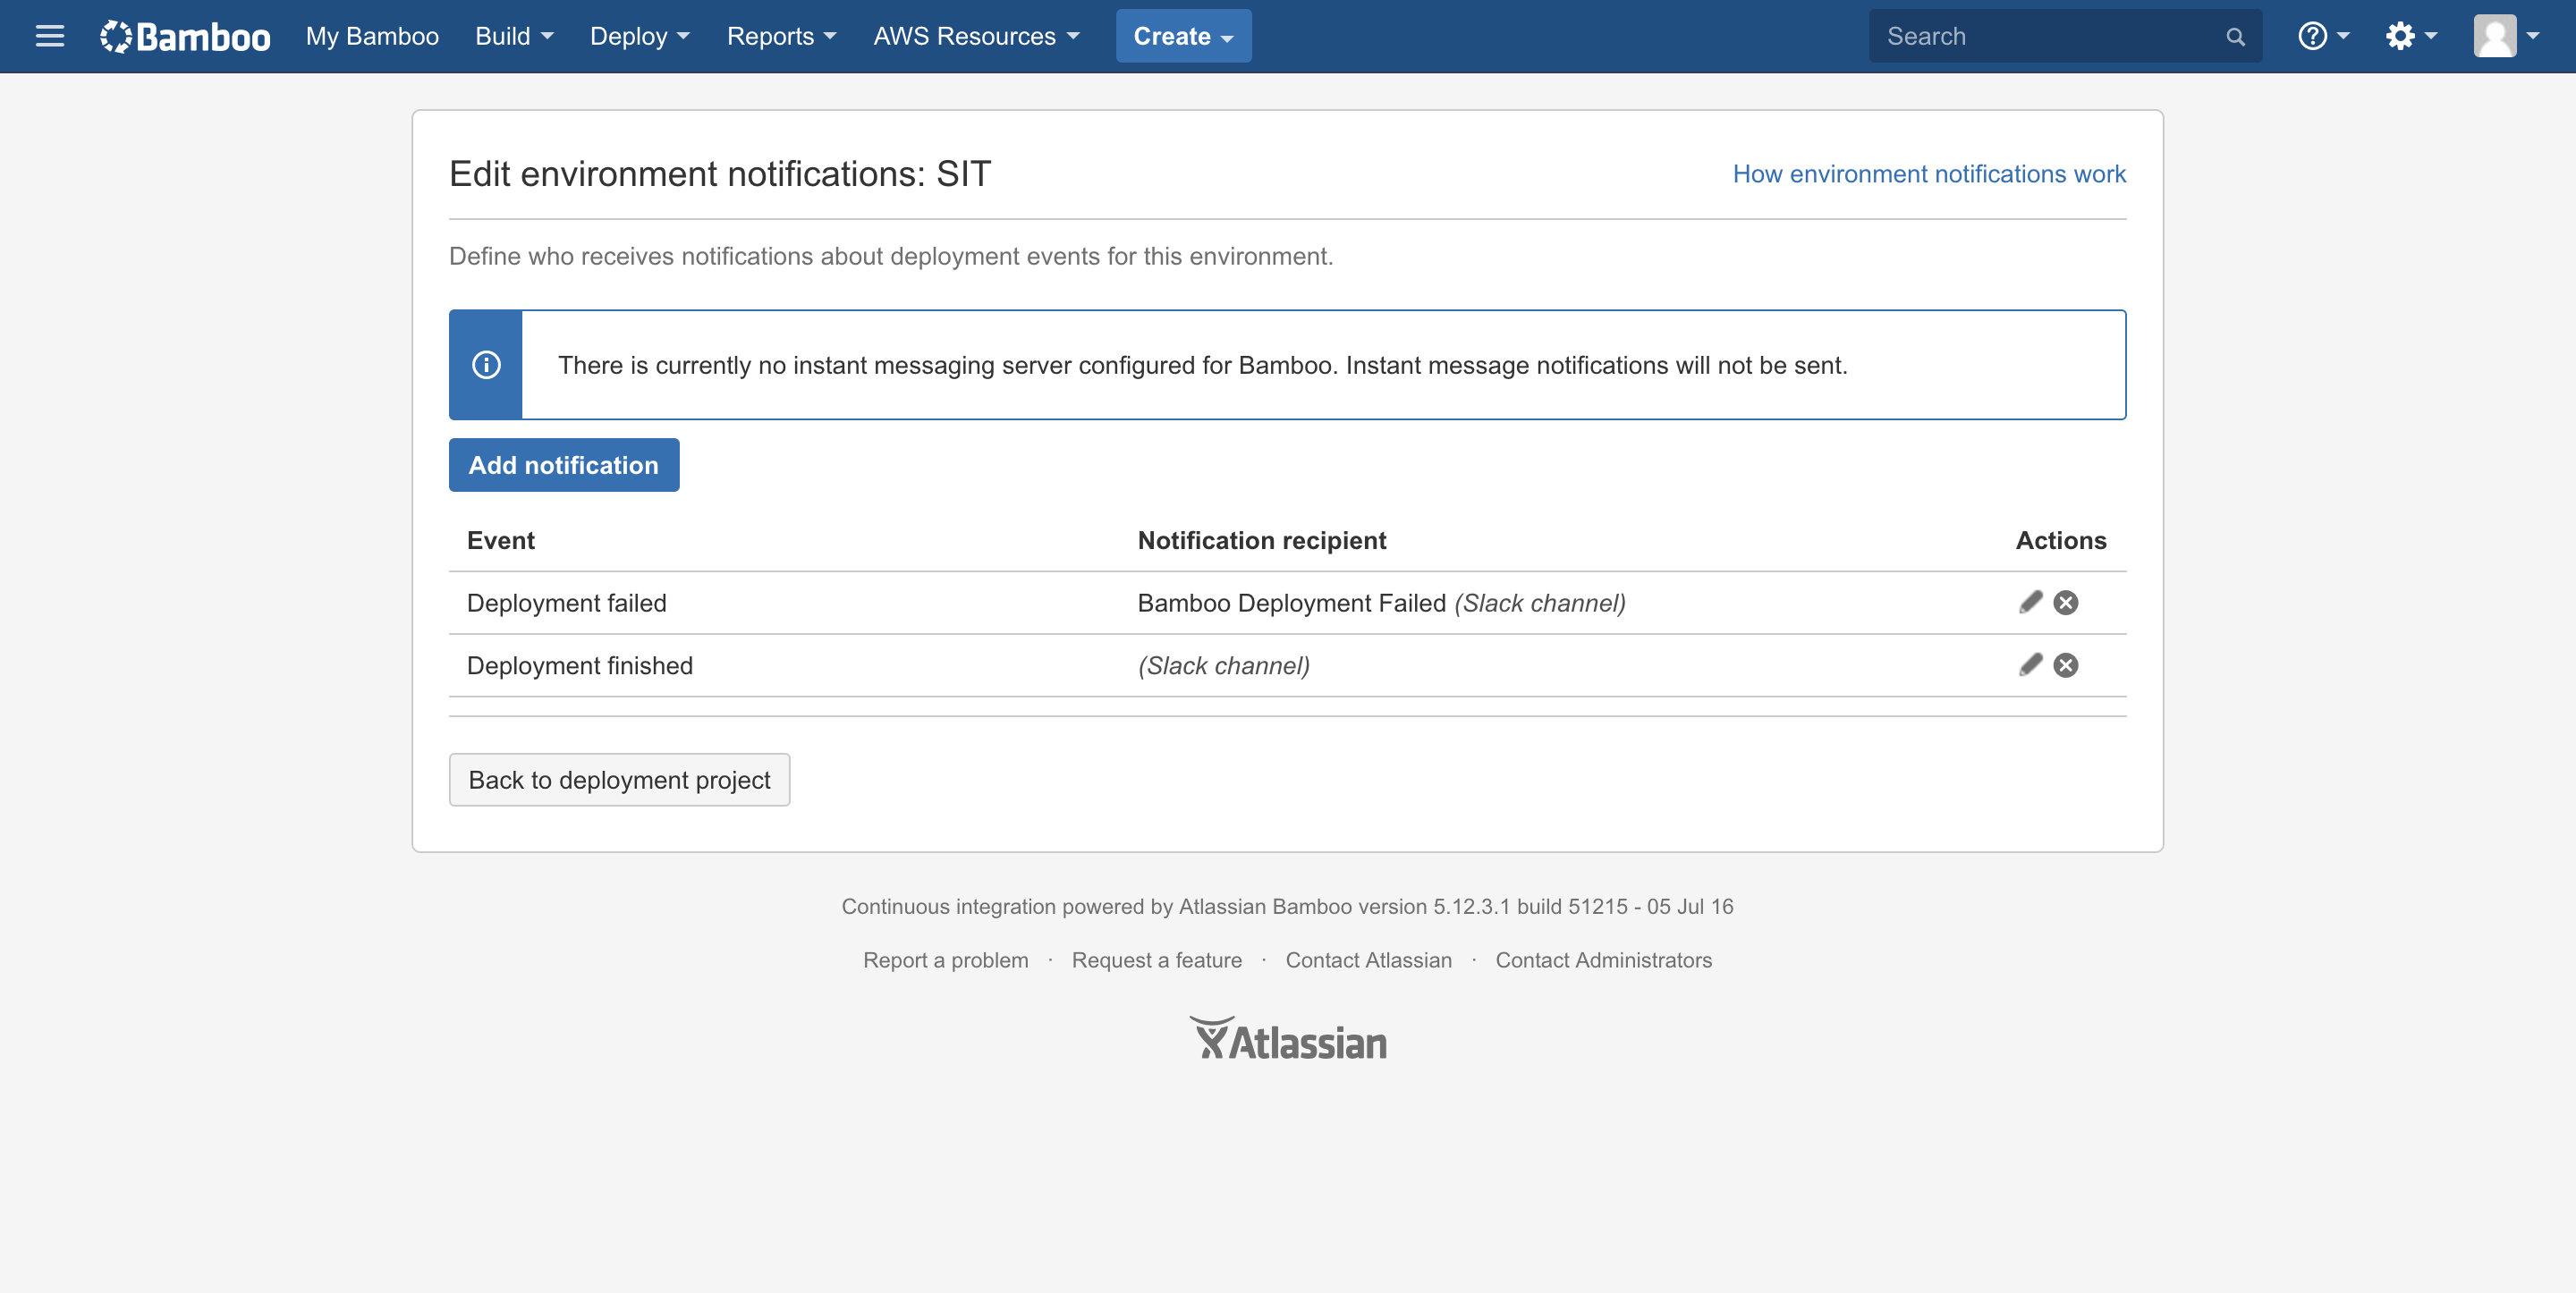 Bamboo My Bamboo Build Deploy Reports AWS Resources Create Search
Edit environment notifications: SIT How environment notifications work
Define who receives notifications about deployment events for this environment.
There is currently no instant messaging server configured for Bamboo. Instant message notifications will not be sent.
Add notification
Event Notification recipient Actions
Deployment failed Bamboo Deployment Failed (Slack channel)
Deployment finished (Slack channel)
Back to deployment project
Continuous integration powered by Atlassian Bamboo version 5.12.3.1 build 51215 - 05 Jul 16
Report a problem · Request a feature · Contact Atlassian · Contact Administrators
Atlassian